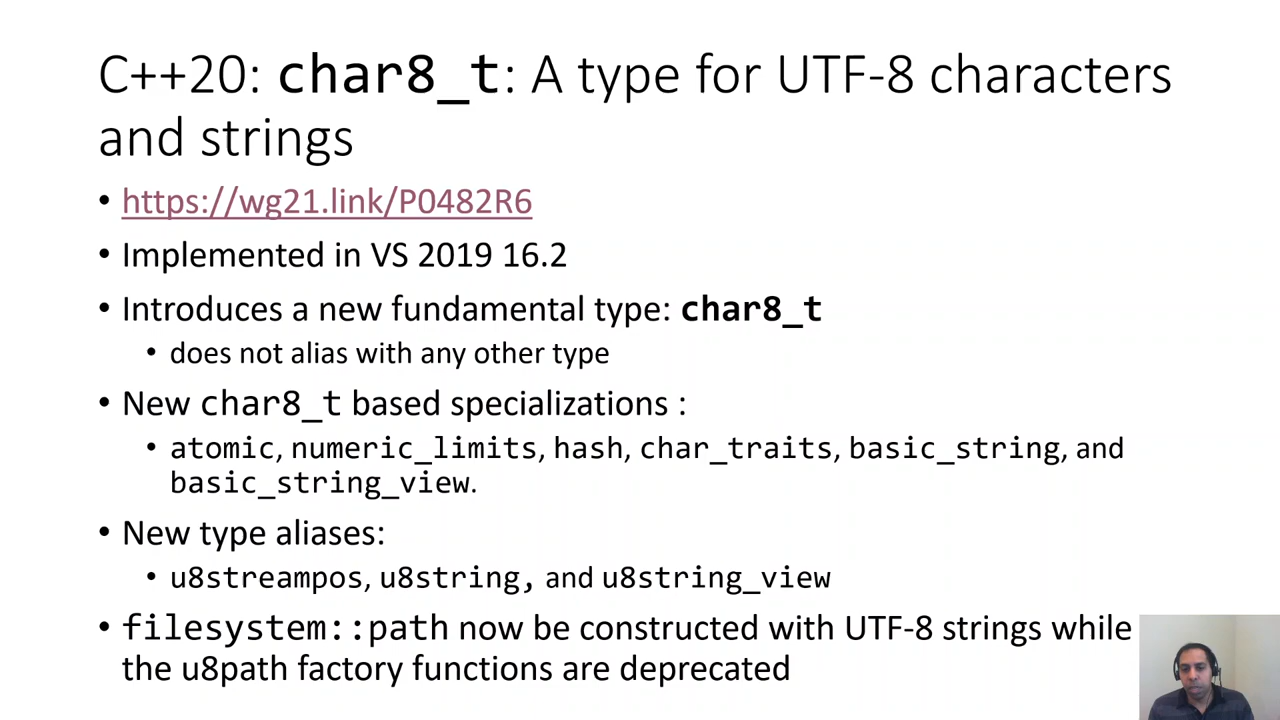 C++20: char8_t: A type for UTF-8 characters
and strings
• https://wg21.link/P0482R6
• Implemented in VS 2019 16.2
• Introduces a new fundamental type: char8_t
• does not alias with any other type
• New char8_t based specializations :
• atomic, numeric_limits, hash, char_traits, basic_string, and
basic_string_view.
• New type aliases:
• u8streampos, u8string, and u8string_view
• filesystem::path now be constructed with UTF-8 strings while
the u8path factory functions are deprecated